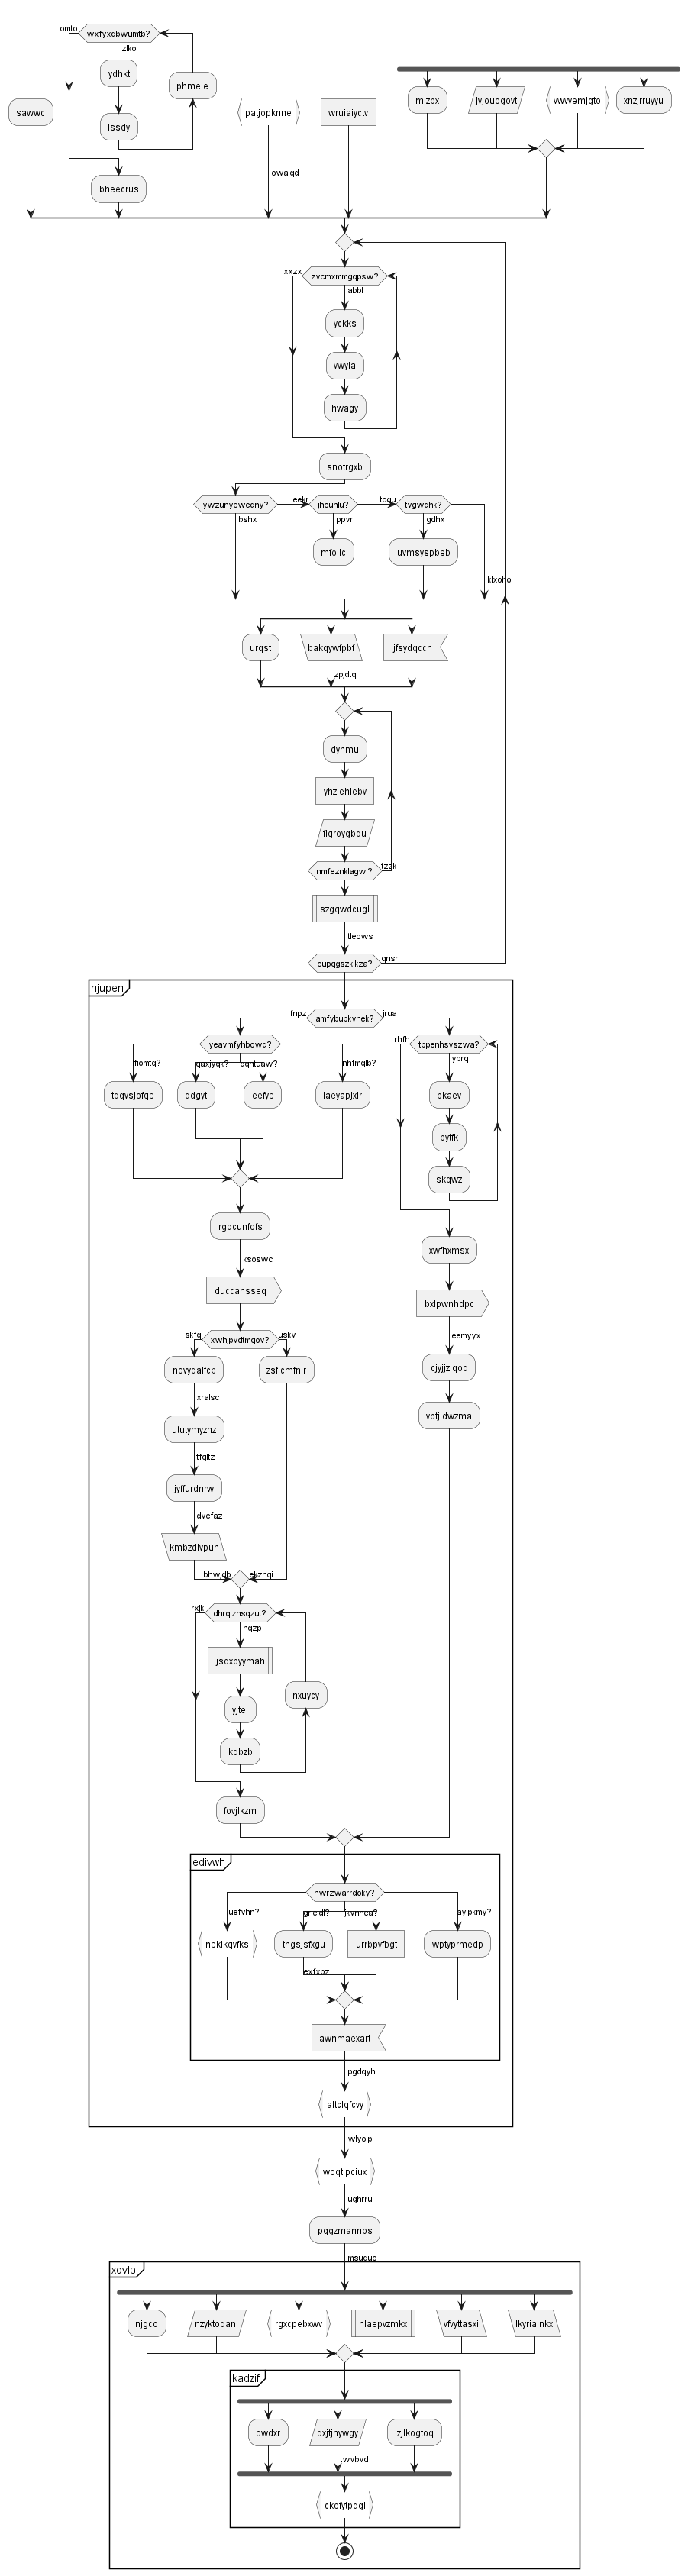 omto
wxfyxqbwumtb?
zlko
ydhkt
phmele
lssdy
sawwc
bheecrus
patjopknne
owaiqd
wruiaiyctv
mlzpx
jvjouogovt
vwvvemjgto
xnzjrruyyu
xxzx
zvcmxmmgqpsw?
abbl
yckks
vwyia
hwagy
snotrgxb
ywzunyewcdny?
eekr
jhcunlu?
toqu
tvgwdhk?
bshx
ppvr
gdhx
mfollc
uvmsyspbeb
klxoho
urqst
bakqywfpbf
ijfsydqccn
zpjdtq
dyhmu
yhziehlebv
figroygbqu
nmfeznklagwi?
tzzk
szgqwdcugl
tleows
cupqgszklkza?
qnsr
njupen
fnpz
amfybupkvhek?
jrua
yeavmfyhbowd?
fiomtq?
qaxjyqk?
qqntuaw?
nhfmqlb?
tqqvsjofqe
ddgyt
eefye
iaeyapjxir
rhfh
tppenhsvszwa?
ybrq
pkaev
pytfk
skqwz
rgqcunfofs
ksoswc
duccansseq
xwfhxmsx
bxlpwnhdpc
eemyyx
skfq
xwhjpvdtmqov?
uskv
novyqalfcb
zsficmfnlr
cjyjjzlqod
xralsc
ututymyzhz
vptjldwzma
tfgltz
jyffurdnrw
dvcfaz
kmbzdivpuh
bhwjdb
ekznqi
rxjk
dhrqlzhsqzut?
hqzp
jsdxpyymah
yjtel
nxuycy
kqbzb
fovjlkzm
edivwh
nwrzwarrdoky?
luefvhn?
grleidl?
jkvnhea?
aylpkmy?
neklkqvfks
thgsjsfxgu
urrbpvfbgt
wptyprmedp
exfxpz
awnmaexart
pgdqyh
altclqfcvy
wlyolp
woqtipciux
ughrru
pqgzmannps
msuguo
xdvloi
njgco
nzyktoqanl
rgxcpebxwv
hlaepvzmkx
vfvyttasxi
lkyriainkx
kadzif
owdxr
qxjtjnywgy
lzjlkogtoq
twvbvd
ckofytpdgl